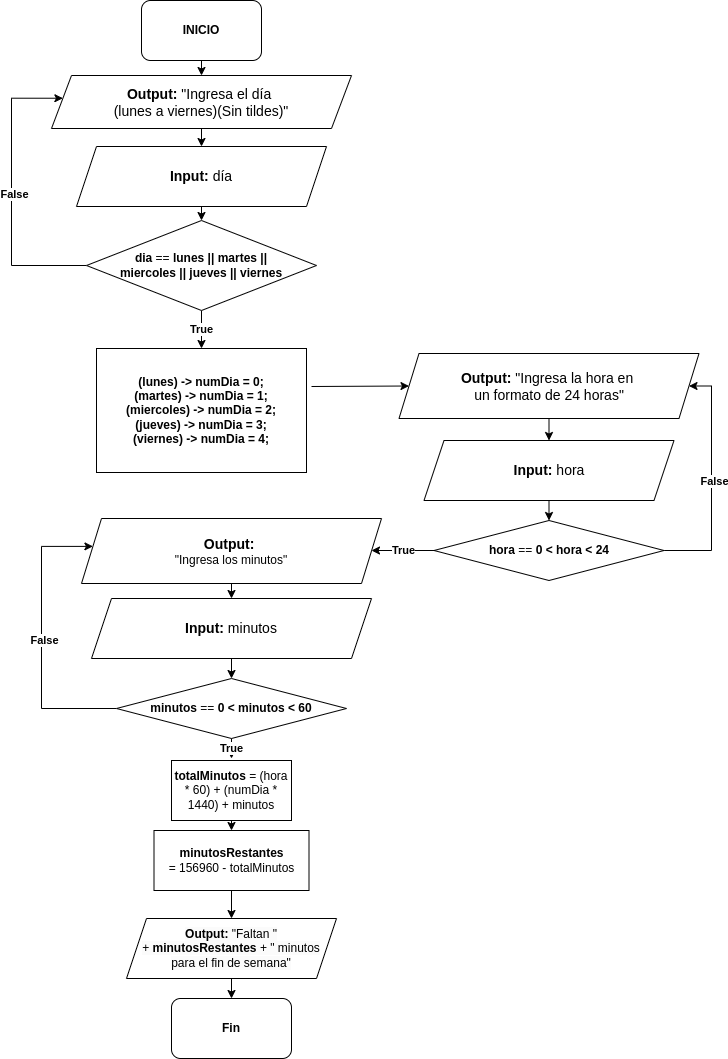 INICIO
Output: "Ingresa el día
(lunes a viernes)(Sin tildes)"
Input: día
False
dia == lunes || martes ||
miercoles || jueves || viernes
True
(lunes) -> numDia = 0;
(martes) -> numDia = 1;
(miercoles) -> numDia = 2;
(jueves) -> numDia = 3;
(viernes) -> numDia = 4;
Output: "Ingresa la hora en
un formato de 24 horas"
Input: hora
False
hora == 0 < hora < 24
True
Output:
"Ingresa los minutos"
Input: minutos
False
minutos == 0 < minutos < 60
True
totalMinutos = (hora
* 60) + (numDia *
1440) + minutos
minutosRestantes
= 156960 - totalMinutos
Output: "Faltan "
+ minutosRestantes + " minutos
para el fin de semana"
Fin